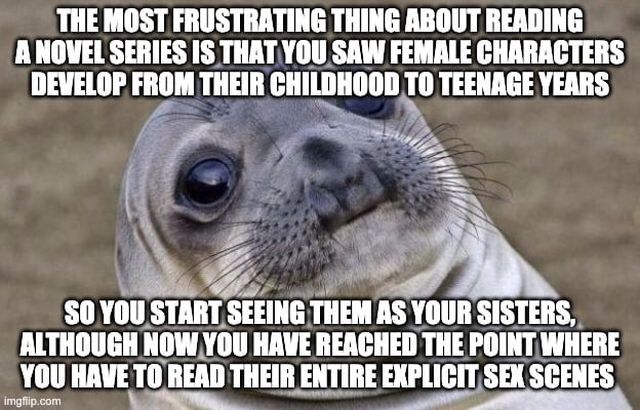 THE MOST FRUSTRATING THING ABOUT READING
A NOVEL SERIES IS THAT YOU SAW FEMALE CHARACTERS
DEVELOP FROM THEIR CHILDHOOD TO TEENAGE YEARS
SO YOU START SEEING THEM AS YOUR SISTERS,
ALTHOUGH NOW YOU HAVE REACHED THE POINT WHERE
YOU HAVE TO READ THEIR ENTIRE EXPLICIT SEX SCENES
imgflip.com